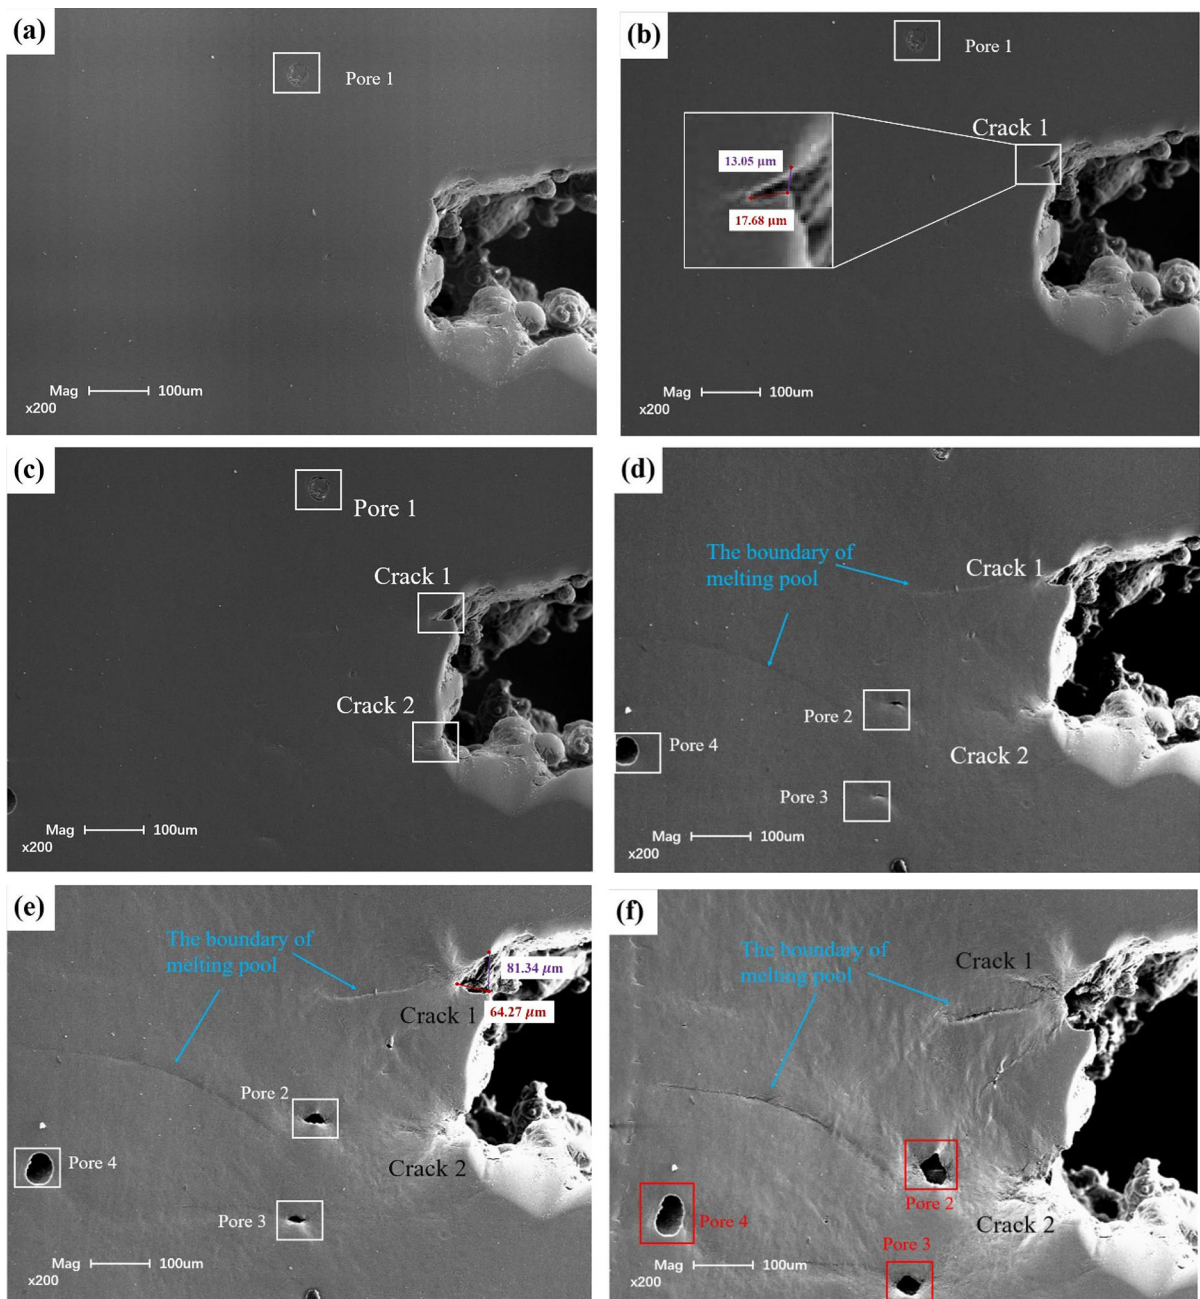 (a)
Pore 1
Mag
100um
x200
(b)
Pore 1
Crack 1
13.05 μm
17.68 μm
Mag
100um
x200
(c)
Pore 1
Crack 1
Crack 2
Mag
100um
x200
(d)
The boundary of
melting pool
Crack 1
Pore 2
Pore 4
Crack 2
Pore 3
Mag
100um
x200
(e)
The boundary of
melting pool
81.34 μm
64.27 μm
Crack 1
Pore 2
Pore 4
Crack 2
Pore 3
Mag
100um
x200
(f)
The boundary of
melting pool
Crack 1
Pore 2
Pore 4
Crack 2
Pore 3
Mag
100um
x200